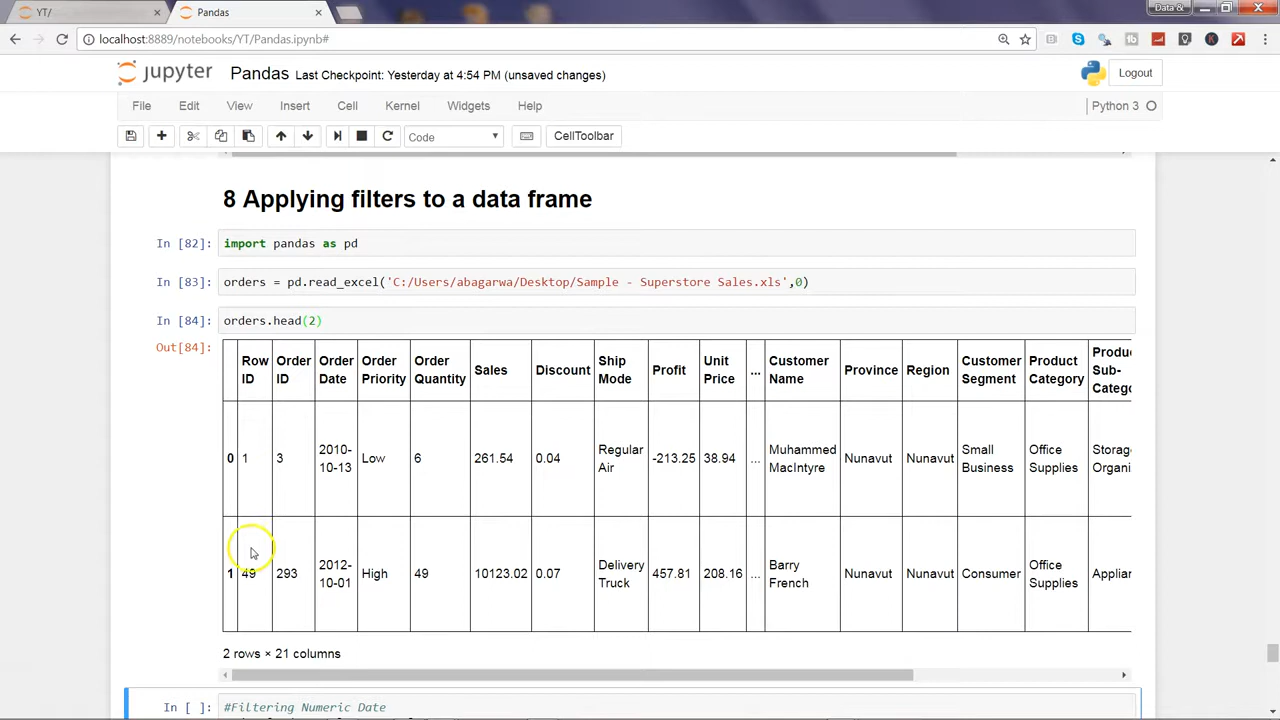 YT/
Pandas
Data &
localhost:8889/notebooks/YT/Pandas.ipynb#
jupyter Pandas Last Checkpoint: Yesterday at 4:54 PM (unsaved changes)
Logout
File Edit View Insert Cell Kernel Widgets Help
Python 3
Code
CellToolbar
8 Applying filters to a data frame
In [82]: import pandas as pd
In [83]: orders = pd.read_excel('C:/Users/abagarwa/Desktop/Sample - Superstore Sales.xls',0)
In [84]: orders.head(2)
Out[84]:
Row ID Order ID Order Date Order Priority Order Quantity Sales Discount Ship Mode Profit Unit Price ... Customer Name Province Region Customer Segment Product Category Produc Sub- Catego
0 1 3 2010-10-13 Low 6 261.54 0.04 Regular Air -213.25 38.94 ... Muhammed MacIntyre Nunavut Nunavut Small Business Office Supplies Storag Organi
1 49 293 2012-10-01 High 49 10123.02 0.07 Delivery Truck 457.81 208.16 ... Barry French Nunavut Nunavut Consumer Office Supplies Applian
2 rows × 21 columns
In [ ]: #Filtering Numeric Date